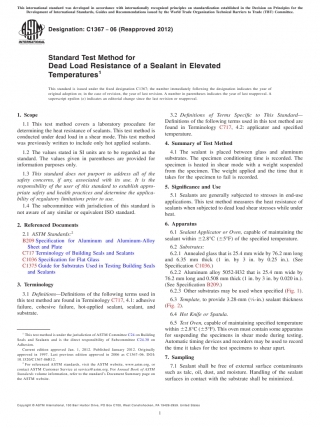 This international standard was developed in accordance with internationally recognized principles on standardization established in the Decision on Principles for the
Development of International Standards, Guides and Recommendations issued by the World Trade Organization Technical Barriers to Trade (TBT) Committee.
Designation: C1367 − 06 (Reapproved 2012)
INTERNATIONAL
Standard Test Method for
Dead Load Resistance of a Sealant in Elevated
Temperatures1
This standard is issued under the fixed designation C1367; the number immediately following the designation indicates the year of
original adoption or, in the case of revision, the year of last revision. A number in parentheses indicates the year of last reapproval. A
superscript epsilon (´) indicates an editorial change since the last revision or reapproval.
1. Scope
1.1 This test method covers a laboratory procedure for
determining the heat resistance of sealants. This test method is
conducted under dead load in a shear mode. This test method
was previously written to include only hot applied sealants.
1.2 The values stated in SI units are to be regarded as the
standard. The values given in parentheses are provided for
information purposes only.
1.3 This standard does not purport to address all of the
safety concerns, if any, associated with its use. It is the
responsibility of the user of this standard to establish appro-
priate safety and health practices and determine the applica-
bility of regulatory limitations prior to use.
1.4 The subcommittee with jurisdiction of this standard is
not aware of any similar or equivalent ISO standard.
2. Referenced Documents
2.1 ASTM Standards:2
B209 Specification for Aluminum and Aluminum-Alloy
Sheet and Plate
C717 Terminology of Building Seals and Sealants
C1036 Specification for Flat Glass
C1375 Guide for Substrates Used in Testing Building Seals
and Sealants
3. Terminology
3.1 Definitions—Definitions of the following terms used in
this test method are found in Terminology C717, 4.1: adhesive
failure, cohesive failure, hot-applied sealant, sealant, and
substrate.
1 This test method is under the jurisdiction of ASTM Committee C24 on Building
Seals and Sealants and is the direct responsibility of Subcommittee C24.30 on
Adhesion.
Current edition approved Jan. 1, 2012. Published January 2012. Originally
approved in 1997. Last previous edition approved in 2006 as C1367-06. DOI:
10.1520/C1367-06R12.
2 For referenced ASTM standards, visit the ASTM website, www.astm.org, or
contact ASTM Customer Service at service@astm.org. For Annual Book of ASTM
Standards volume information, refer to the standard's Document Summary page on
the ASTM website.
3.2 Definitions of Terms Specific to This Standard—
Definitions of the following terms used in this test method are
found in Terminology C717, 4.2: applicator and specified
temperature.
4. Summary of Test Method
4.1 The sealant is placed between glass and aluminum
substrates. The specimen conditioning time is recorded. The
specimen is heated in shear mode with a weight suspended
from the specimen. The weight applied and the time that it
takes for the specimen to fail is recorded.
5. Significance and Use
5.1 Sealants are generally subjected to stresses in end-use
applications. This test method measures the heat resistance of
sealants when subjected to dead load shear stresses while under
heat.
6. Apparatus
6.1 Application Sealant or Oven, capable of maintaining the
sealant within ±2.8°C (±5°F) of the specified temperature.
6.2 Substrates:
6.2.1 Annealed glass that is 25.4 mm wide by 76.2 mm long
and 6.35 mm thick (1 in. by 3 in. by 0.25 in.) (See
Specification C1036.)
6.2.2 Aluminum alloy 5052-H32 that is 25.4 mm wide by
76.2 mm long and 0.508 mm thick (1 in. by 3 in. by 0.020 in.).
(See Specification B209.)
6.2.3 Other substrates may be used when specified (Fig. 1).
6.3 Template, to provide 3.28-mm (⅛-in.) sealant thickness
(Fig. 2).
6.4 Hot Knife or Spatula.
6.5 Test Oven, capable of maintaining specified temperature
within ±2.8°C (±5°F). This oven must contain some apparatus
for suspending the specimens in shear mode during testing.
Automatic timing devices and recorders may be used to record
the time it takes for the test specimens to shear apart.
7. Sampling
7.1 Sealant shall be free of external surface contaminants
such as talc, oil, dust, and moisture. Handling of the sealant
surfaces in contact with the substrate shall be minimized.
Copyright © ASTM International, 100 Barr Harbor Drive, PO Box C700, West Conshohocken, PA 19428-2959. United States
1